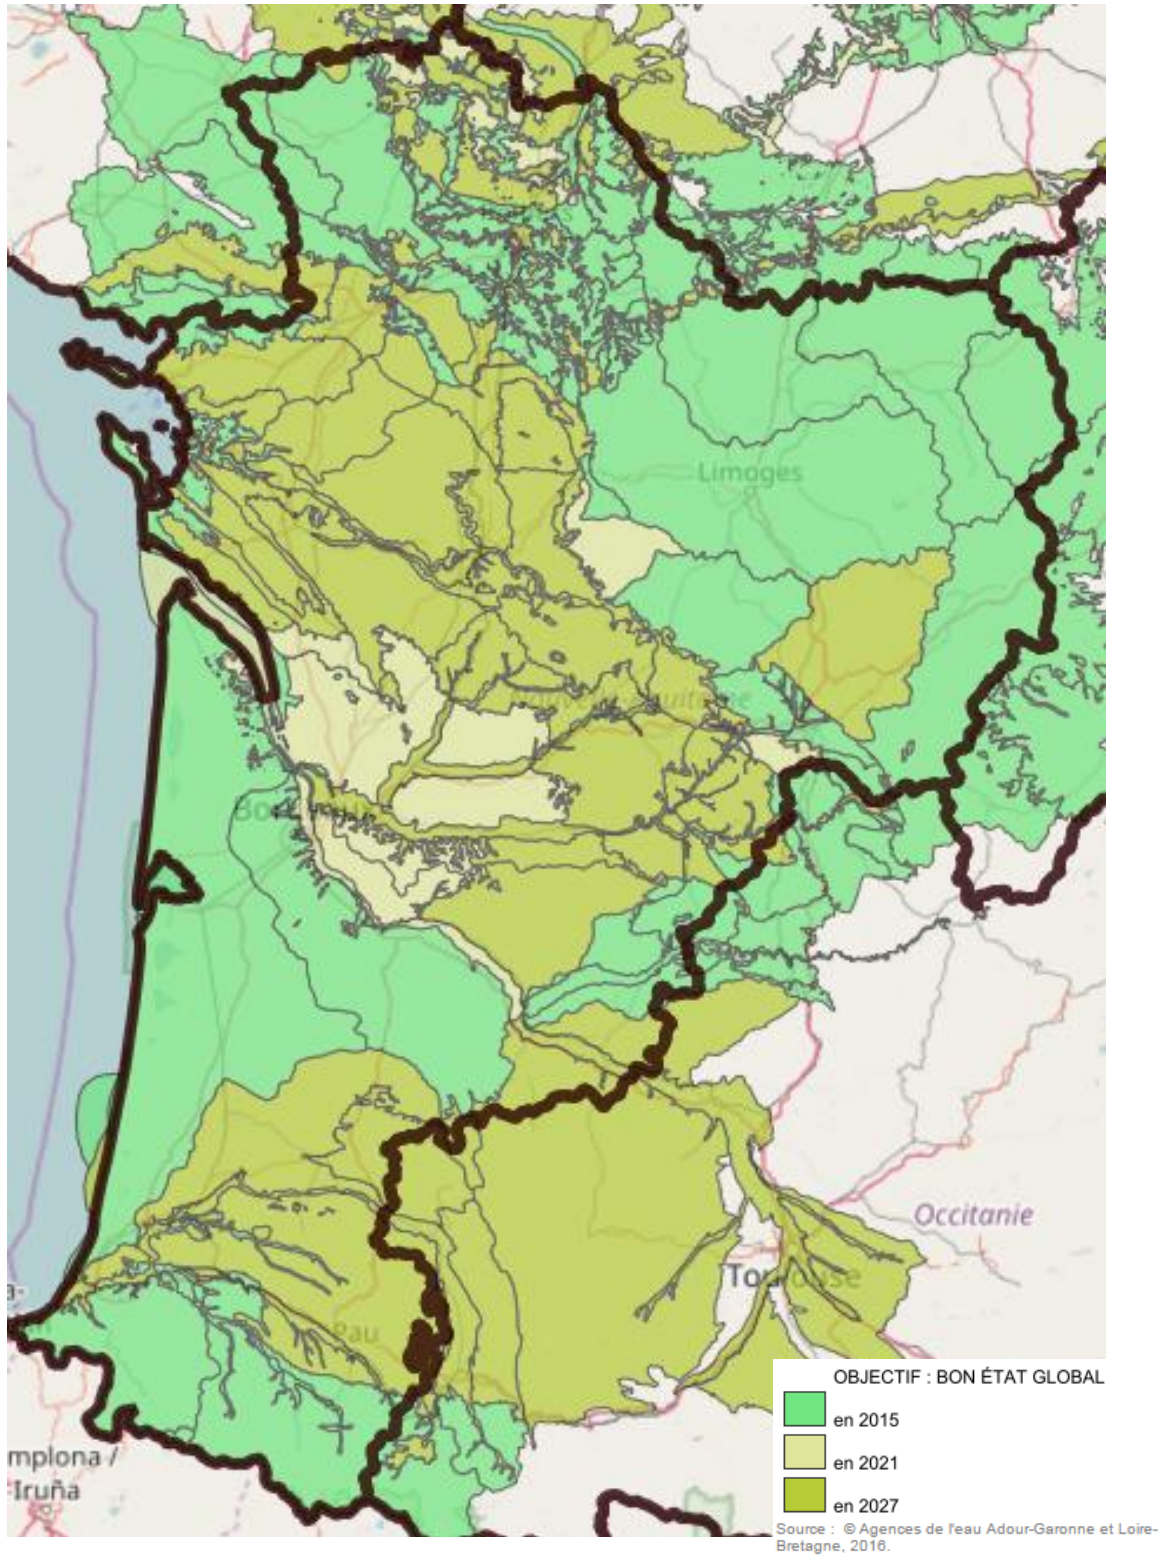 Limoges
Occitanie
Toulouse
Pau
mplona /
Iruña
OBJECTIF : BON ÉTAT GLOBAL
en 2015
en 2021
en 2027
Source : © Agences de l'eau Adour-Garonne et Loire-
Bretagne, 2016.